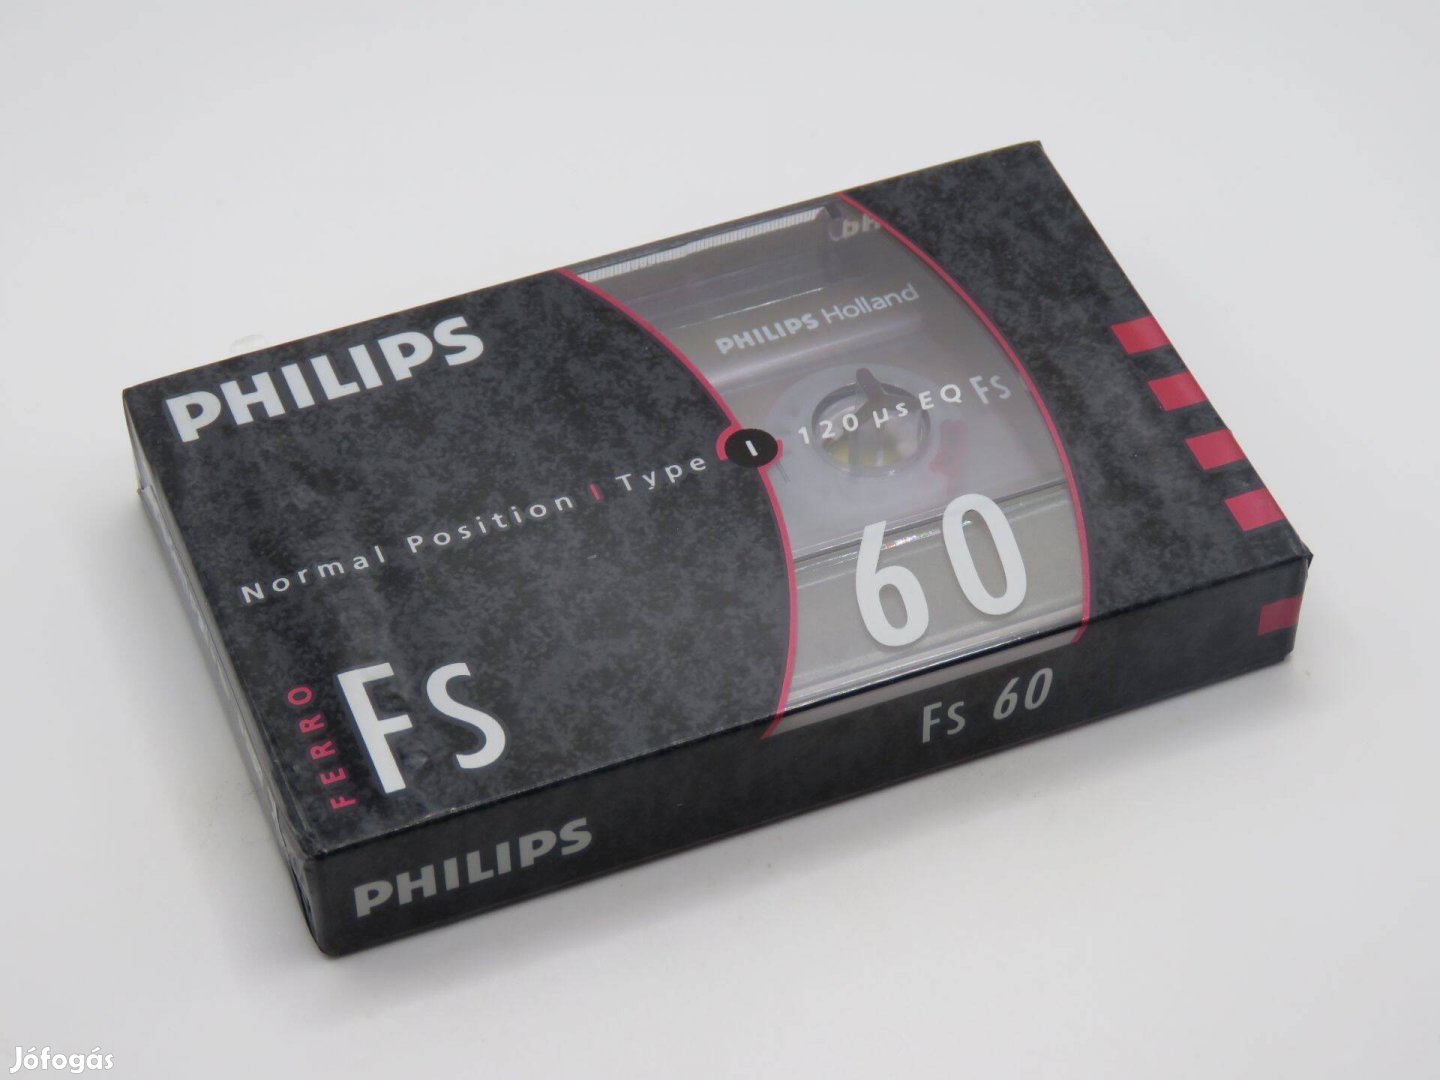 PHILIPS
PHILIPS Holland
Normal Position I Type I 120 µs EQ FS
60
FERRO
FS
FS 60
PHILIPS
Jófogás